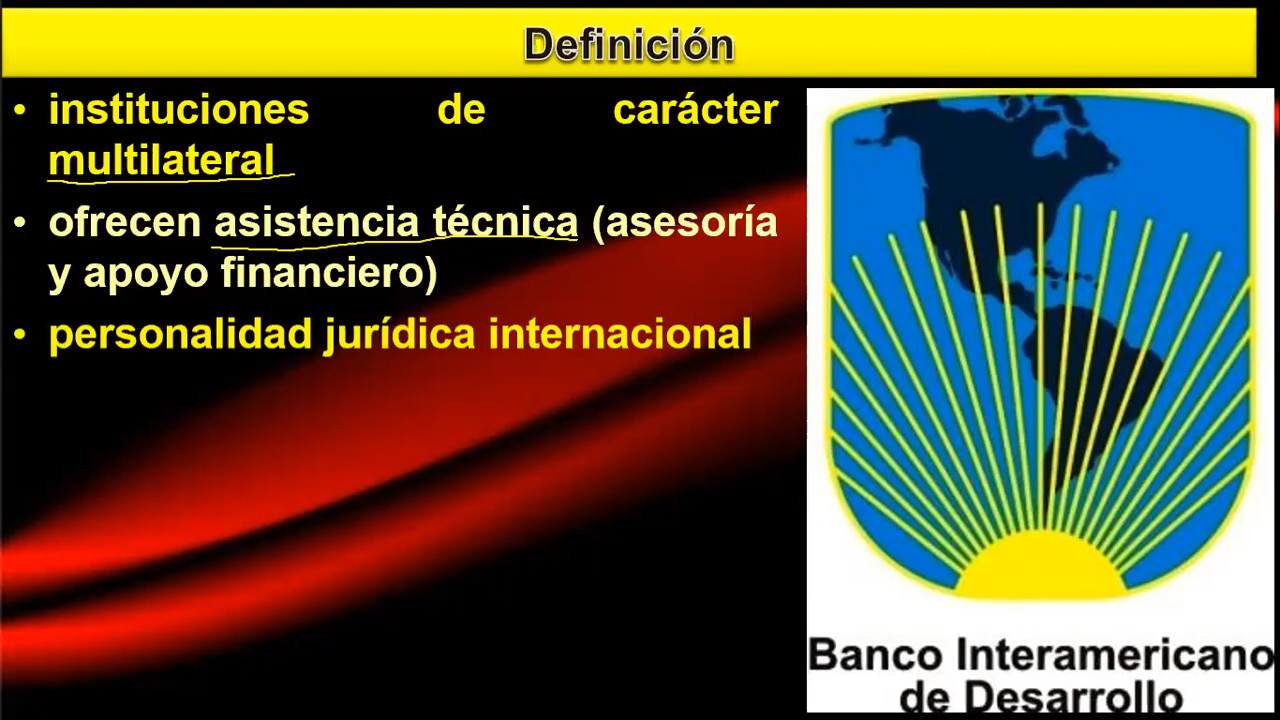 Definición
• instituciones de carácter
multilateral
• ofrecen asistencia técnica (asesoría
y apoyo financiero)
• personalidad jurídica internacional
Banco Interamericano
de Desarrollo